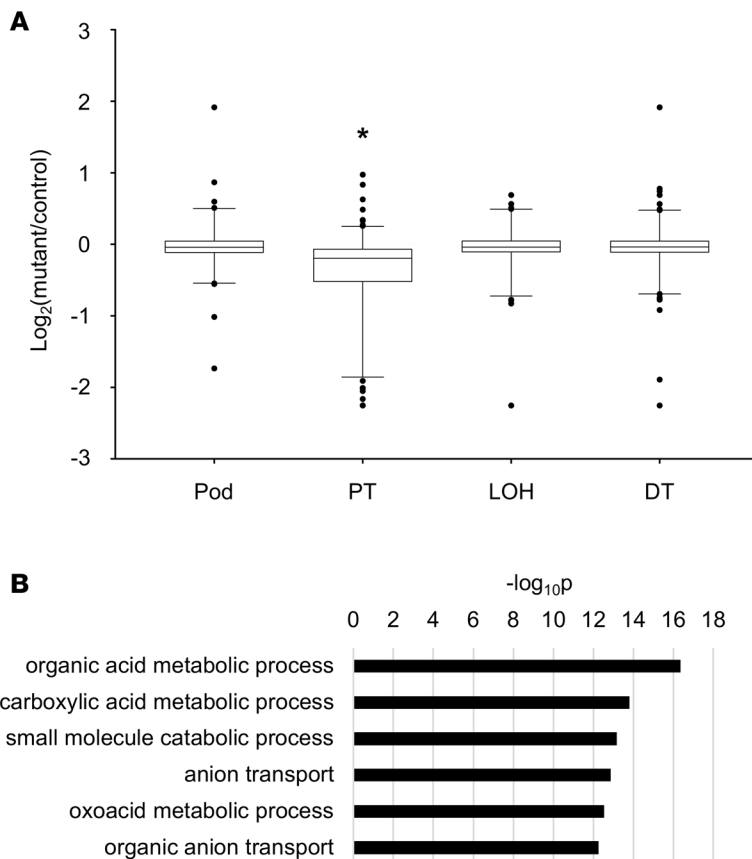 A
3
2
1
0
-1
-2
-3
Log2(mutant/control)
*
Pod PT LOH DT
B
-log10p
0 2 4 6 8 10 12 14 16 18
organic acid metabolic process
carboxylic acid metabolic process
small molecule catabolic process
anion transport
oxoacid metabolic process
organic anion transport